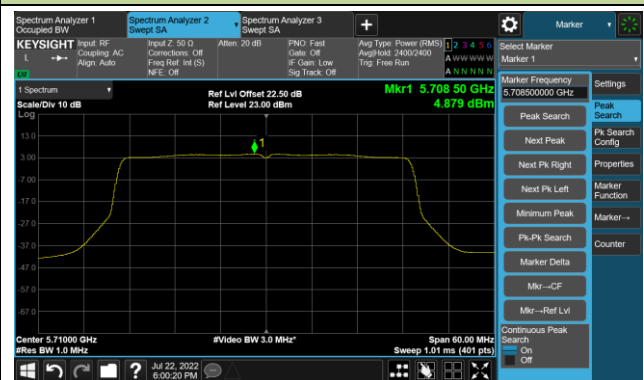 Spectrum Analyzer 1
Occupied BW
Spectrum Analyzer 2
Swept SA
Spectrum Analyzer 3
Swept SA
+
Marker
KEYSIGHT
L
LXI
Input: RF
Coupling: AC
Align: Auto
Input Z: 50 Ω
Corrections: Off
Freq Ref: Int (S)
NFE: Off
Atten: 20 dB
PNO: Fast
Gate: Off
IF Gain: Low
Sig Track: Off
Avg Type: Power (RMS)
Avg|Hold: 2400/2400
Trig: Free Run
1 2 3 4 5 6
A W W W W W
A N N N N N
Select Marker
Marker 1
1 Spectrum
Scale/Div 10 dB
Log
Ref Lvl Offset 22.50 dB
Ref Level 23.00 dBm
Mkr1 5.708 50 GHz
4.879 dBm
13.0
3.00
-7.00
-17.0
-27.0
-37.0
-47.0
-57.0
-67.0
1
Center 5.71000 GHz
#Res BW 1.0 MHz
#Video BW 3.0 MHz*
Span 60.00 MHz
Sweep 1.01 ms (401 pts)
Marker Frequency
5.708500000 GHz
Peak Search
Next Peak
Next Pk Right
Next Pk Left
Minimum Peak
Pk-Pk Search
Marker Delta
Mkr→CF
Mkr→Ref Lvl
Continuous Peak
Search
On
Off
Settings
Peak
Search
Pk Search
Config
Properties
Marker
Function
Marker→
Counter
?
Jul 22, 2022
6:00:20 PM